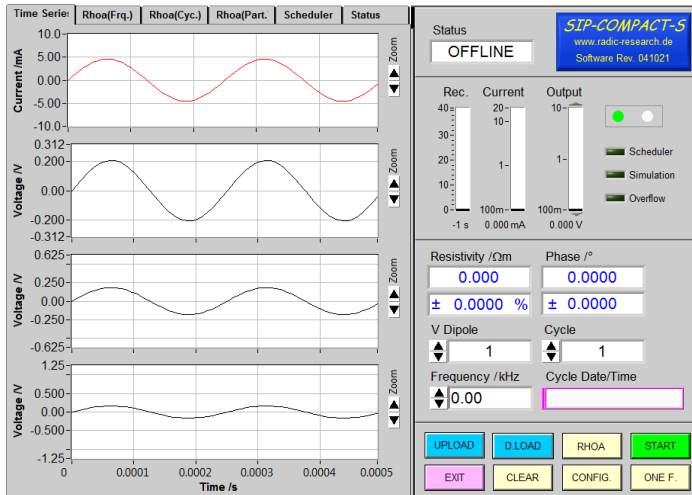 Time Series Rhoa(Frq.) Rhoa(Cyc.) Rhoa(Part. Scheduler Status
10.0
5.00
0.00
-5.00
-10.0
Current /mA
Zoom
0.312
0.200
0.00
-0.200
-0.312
Voltage /V
Zoom
0.625
0.250
0.00
-0.250
-0.625
Voltage /V
Zoom
1.25
0.500
0.00
-0.500
-1.25
Voltage /V
Zoom
0 0.0001 0.0002 0.0003 0.0004 0.0005
Time /s
Status
OFFLINE
SIP-COMPACT-S
www.radic-research.de
Software Rev. 041021
Rec. Current Output
40
30
20
10
0
-1 s
20
10
1
100m
0.000 mA
10
1
100m
0.000 V
Scheduler
Simulation
Overflow
Resistivity /Ωm Phase /°
0.000 0.0000
± 0.0000 % ± 0.0000
V Dipole Cycle
1 1
Frequency /kHz Cycle Date/Time
0.00
UPLOAD D.LOAD RHOA START
EXIT CLEAR CONFIG. ONE F.